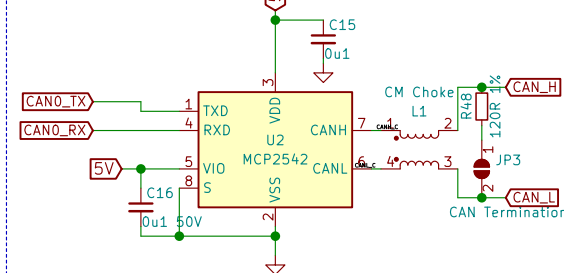 C15
0u1
3
CM Choke
L1
R48
120R 1%
CAN_H
CAN0_TX
1
TXD
VDD
4
RXD
CAN0_RX
U2
MCP2542
CANH
7
CANH_C
1
2
CANL
6
CANL_C
4
3
1
JP3
2
5V
5
VIO
8
S
VSS
2
C16
0u1 50V
CAN_L
CAN Termination